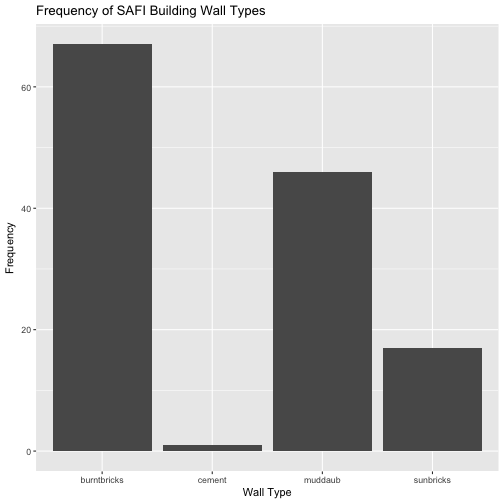 Frequency of SAFI Building Wall Types
Frequency
60
40
20
0
burntbricks cement muddaub sunbricks
Wall Type